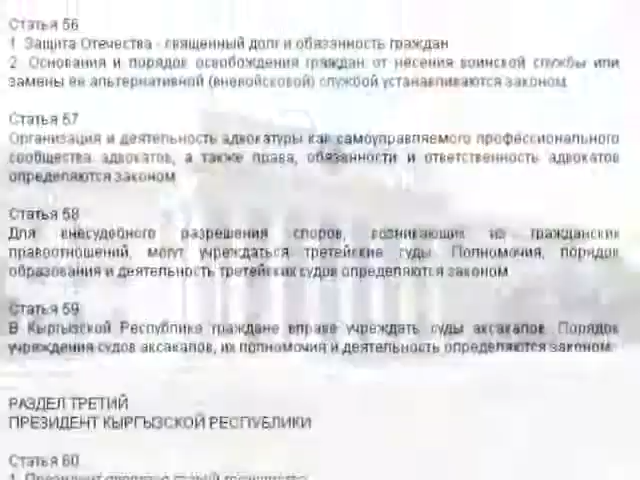 Статья 56
1. Защита Отечества - священный долг и обязанность граждан.
2. Основания и порядок освобождения граждан от несения воинской службы или
замены ее альтернативной (вневойсковой) службой устанавливаются законом.
Статья 57
Организация и деятельность адвокатуры как самоуправляемого профессионального
сообщества адвокатов, а также права, обязанности и ответственность адвокатов
определяются законом.
Статья 58
Для внесудебного разрешения споров, возникающих из гражданских
правоотношений, могут учреждаться третейские суды. Полномочия, порядок
образования и деятельность третейских судов определяются законом.
Статья 59
В Кыргызской Республике граждане вправе учреждать суды аксакалов. Порядок
учреждения судов аксакалов, их полномочия и деятельность определяются законом.
РАЗДЕЛ ТРЕТИЙ
ПРЕЗИДЕНТ КЫРГЫЗСКОЙ РЕСПУБЛИКИ
Статья 60
1. Президент